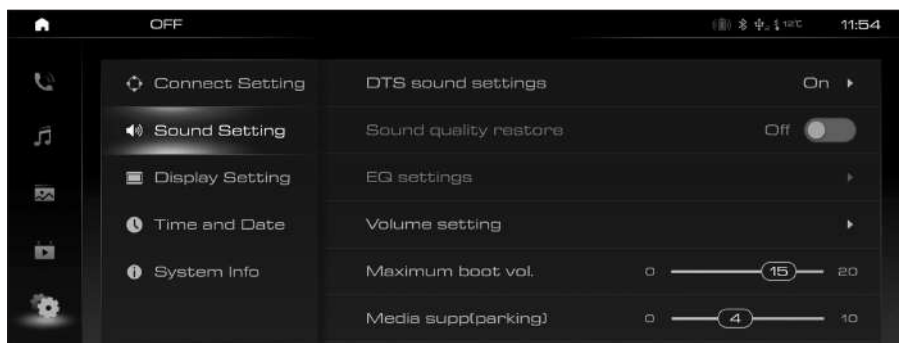 OFF 12℃ 11:54
Connect Setting DTS sound settings On
Sound Setting Sound quality restore Off
Display Setting EQ settings
Time and Date Volume setting
System Info Maximum boot vol. 0 15 20
Media supp(parking) 0 4 10